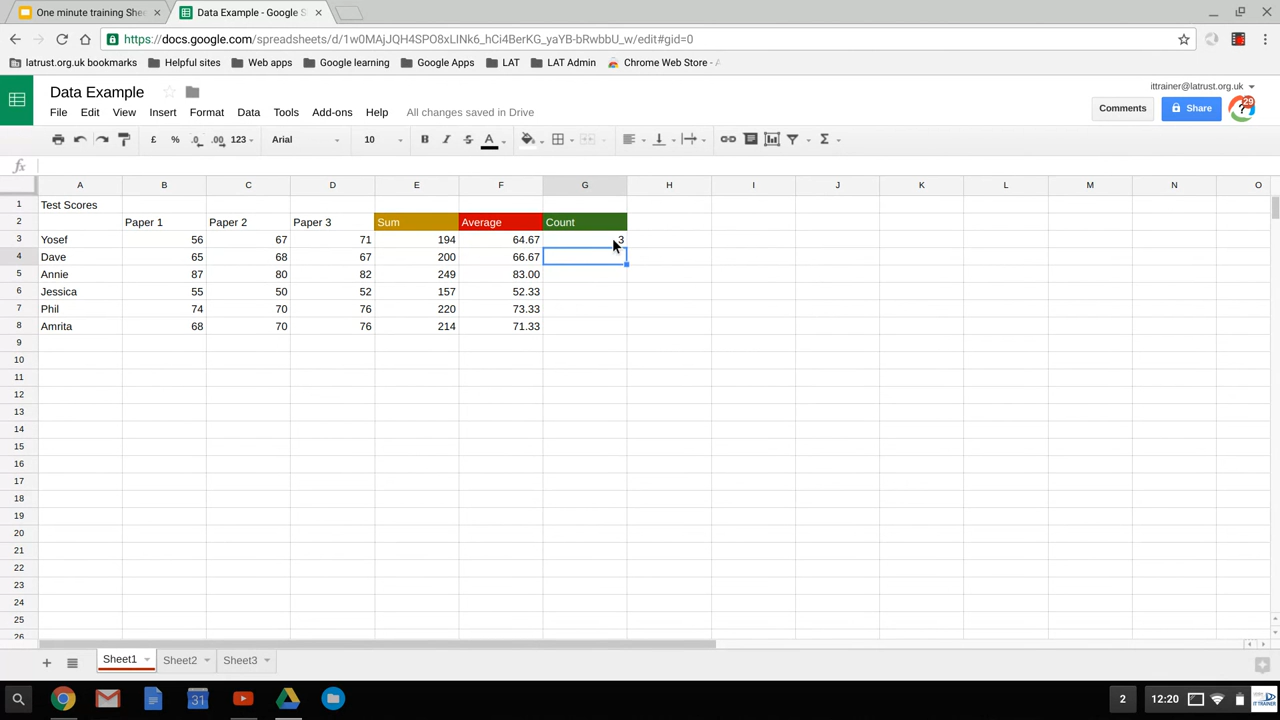 One minute training Shee
Data Example - Google S
https://docs.google.com/spreadsheets/d/1w0MAjJQH4SPO8xLINk6_hCi4BerKG_yaYB-bRwbbU_w/edit#gid=0
latrust.org.uk bookmarks Helpful sites Web apps Google learning Google Apps LAT LAT Admin Chrome Web Store -
Data Example
ittrainer@latrust.org.uk
File Edit View Insert Format Data Tools Add-ons Help All changes saved in Drive
Comments Share 29
£ % .0 .00 123 Arial 10 B I S A Σ
fx
A B C D E F G H I J K L M N O
1 Test Scores
2 Paper 1 Paper 2 Paper 3 Sum Average Count
3 Yosef 56 67 71 194 64.67 3
4 Dave 65 68 67 200 66.67
5 Annie 87 80 82 249 83.00
6 Jessica 55 50 52 157 52.33
7 Phil 74 70 76 220 73.33
8 Amrita 68 70 76 214 71.33
9
10
11
12
13
14
15
16
17
18
19
20
21
22
23
24
25
26
+ Sheet1 Sheet2 Sheet3
31 2 12:20 IT TRAINER